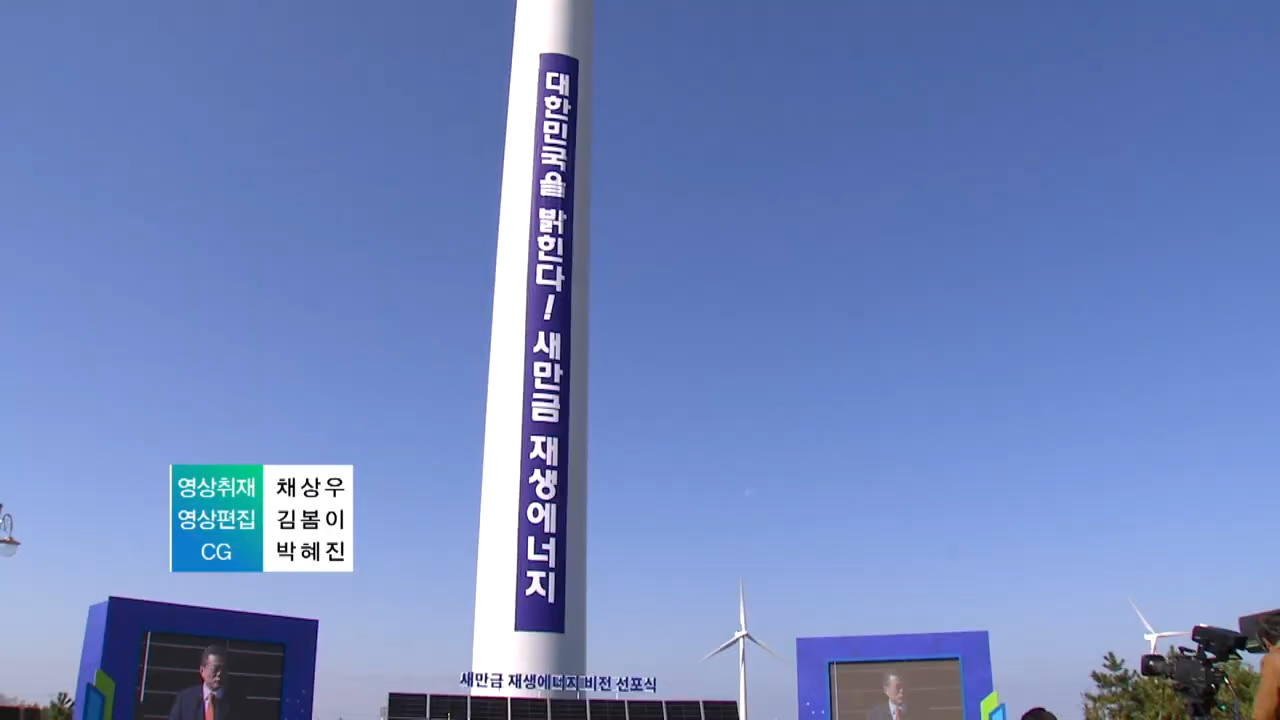 대한민국을 밝힌다! 새만금 재생에너지
영상취재 채상우
영상편집 김봄이
CG 박혜진
새만금 재생에너지 비전 선포식